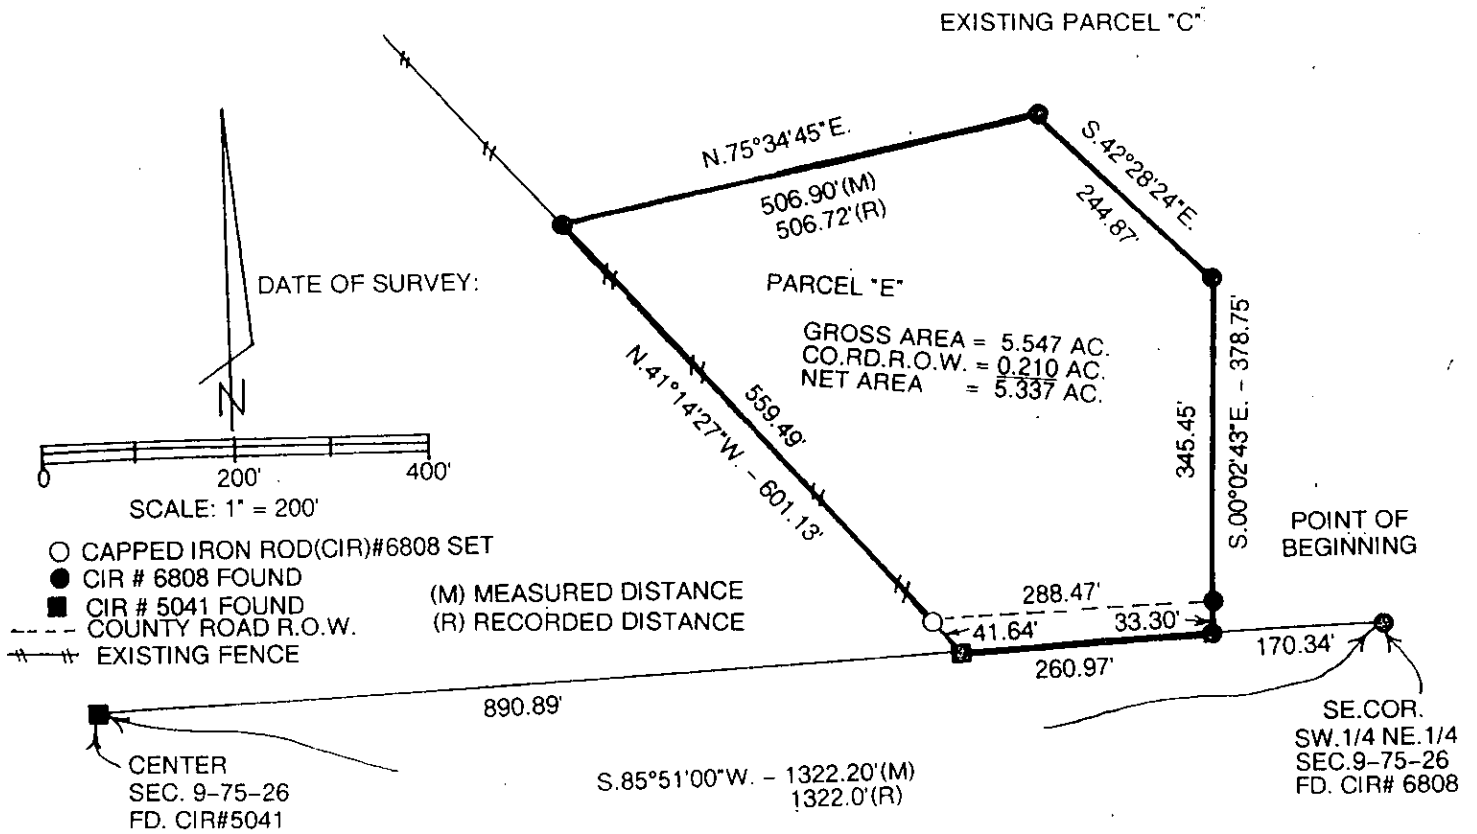 EXISTING PARCEL "C"
N.75°34'45"E.
506.90'(M)
506.72'(R)
S.42°28'24"E.
244.87'
DATE OF SURVEY:
PARCEL "E"
GROSS AREA = 5.547 AC.
CO.RD.R.O.W. = 0.210 AC.
NET AREA = 5.337 AC.
559.49'
N.41°14'27"W. - 601.13'
345.45'
S.00°02'43"E. - 378.75'
N
0 200' 400'
SCALE: 1" = 200'
POINT OF
BEGINNING
CAPPED IRON ROD(CIR)#6808 SET
CIR # 6808 FOUND
CIR # 5041 FOUND
COUNTY ROAD R.O.W.
EXISTING FENCE
(M) MEASURED DISTANCE
(R) RECORDED DISTANCE
288.47'
41.64'
33.30'
260.97'
170.34'
890.89'
CENTER
SEC. 9-75-26
FD. CIR#5041
S.85°51'00"W. - 1322.20'(M)
1322.0'(R)
SE.COR.
SW.1/4 NE.1/4
SEC.9-75-26
FD. CIR# 6808